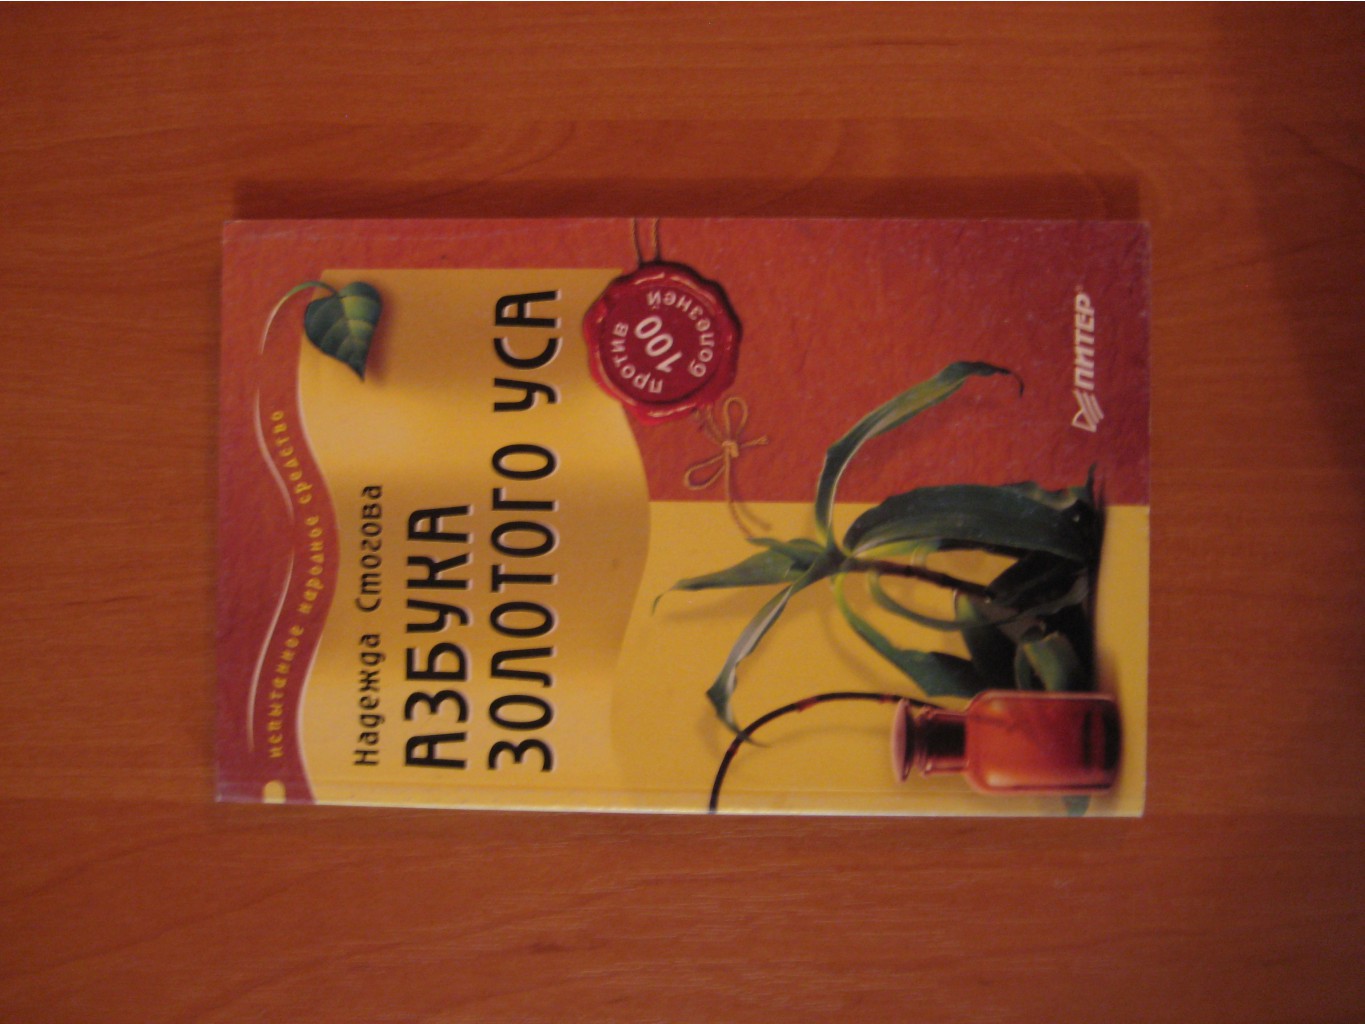 испытанное народное средство
Надежда Стогова
АЗБУКА
ЗОЛОТОГО УСА
против
100
болезней
ПИТЕР®